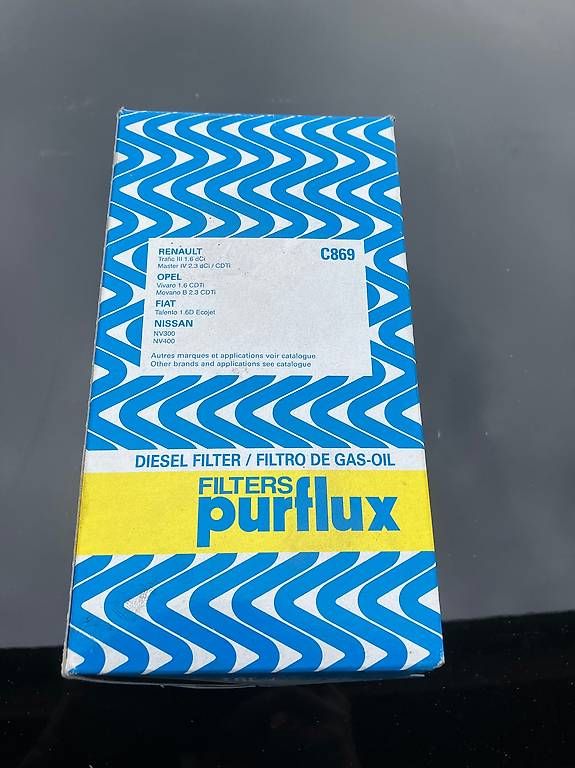 RENAULT
C869
Trafic III 1.6 dCi
Master IV 2.3 dCi / CDTi
OPEL
Vivaro 1.6 CDTi
Movano B 2.3 CDTi
FIAT
Talento 1.6D Ecojet
NISSAN
NV300
NV400
Autres marques et applications voir catalogue
Other brands and applications see catalogue
DIESEL FILTER / FILTRO DE GAS-OIL
FILTERS
purflux